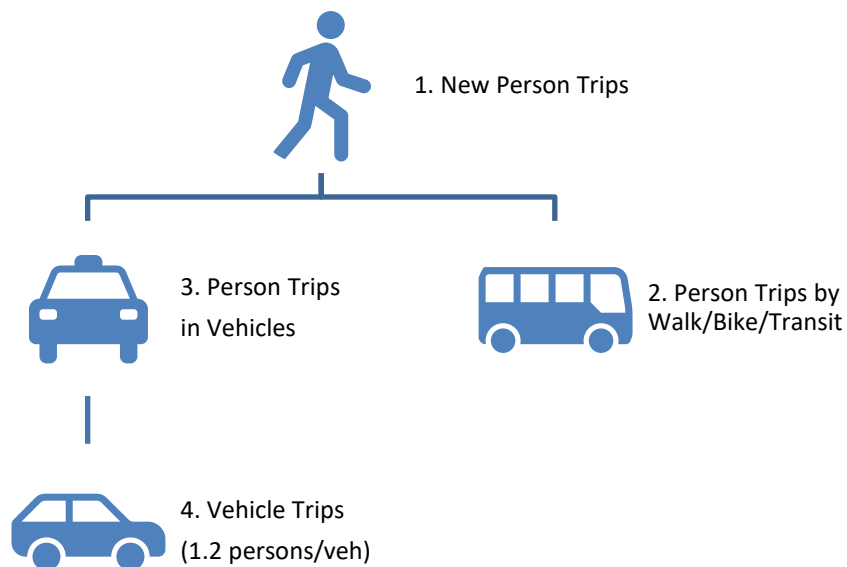 1. New Person Trips
3. Person Trips
in Vehicles
2. Person Trips by
Walk/Bike/Transit
4. Vehicle Trips
(1.2 persons/veh)